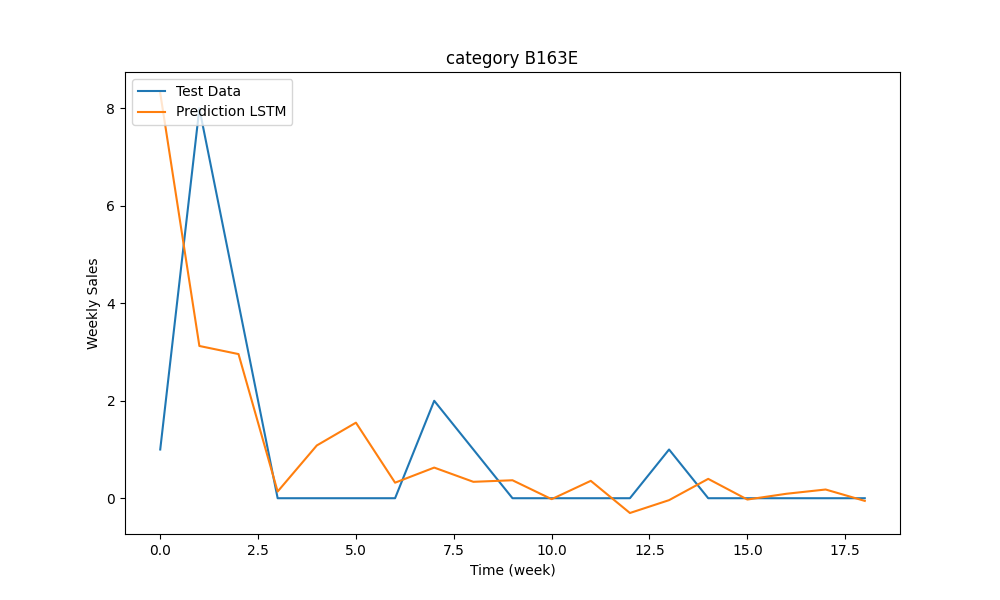 category B163E
Test Data
Prediction LSTM
8
6
4
2
0
Weekly Sales
0.0 2.5 5.0 7.5 10.0 12.5 15.0 17.5
Time (week)